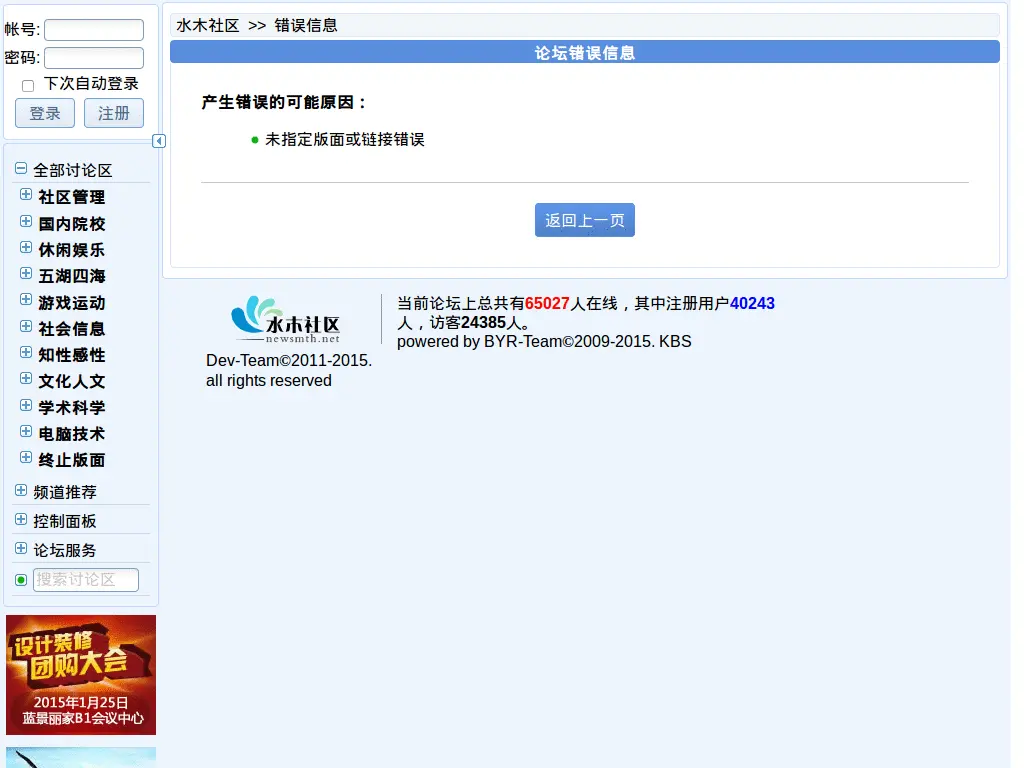 帐号:
密码:
下次自动登录
登录 注册
全部讨论区
社区管理
国内院校
休闲娱乐
五湖四海
游戏运动
社会信息
知性感性
文化人文
学术科学
电脑技术
终止版面
频道推荐
控制面板
论坛服务
搜索讨论区
设计装修
团购大会
2015年1月25日
蓝景丽家B1会议中心
水木社区 >> 错误信息
论坛错误信息
产生错误的可能原因：
未指定版面或链接错误
返回上一页
水木社区
newsmth.net
当前论坛上总共有65027人在线，其中注册用户40243
人，访客24385人。
powered by BYR-Team©2009-2015. KBS
Dev-Team©2011-2015.
all rights reserved